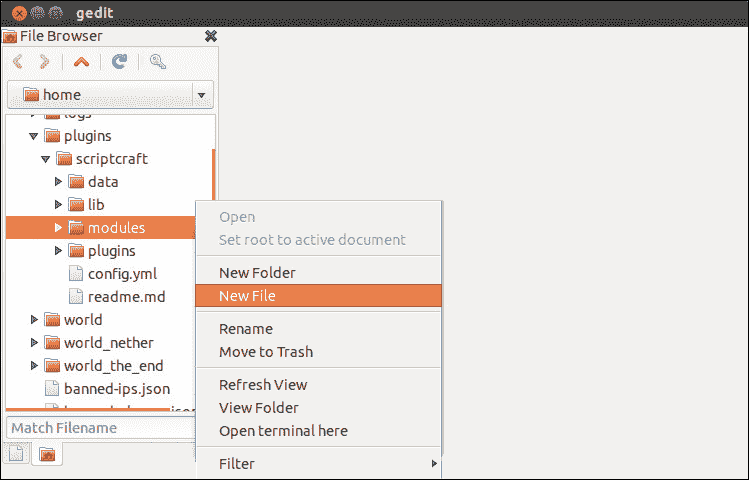 gedit
File Browser
home
logs
plugins
scriptcraft
data
lib
modules
plugins
config.yml
readme.md
world
world_nether
world_the_end
banned-ips.json
Match Filename
Open
Set root to active document
New Folder
New File
Rename
Move to Trash
Refresh View
View Folder
Open terminal here
Filter